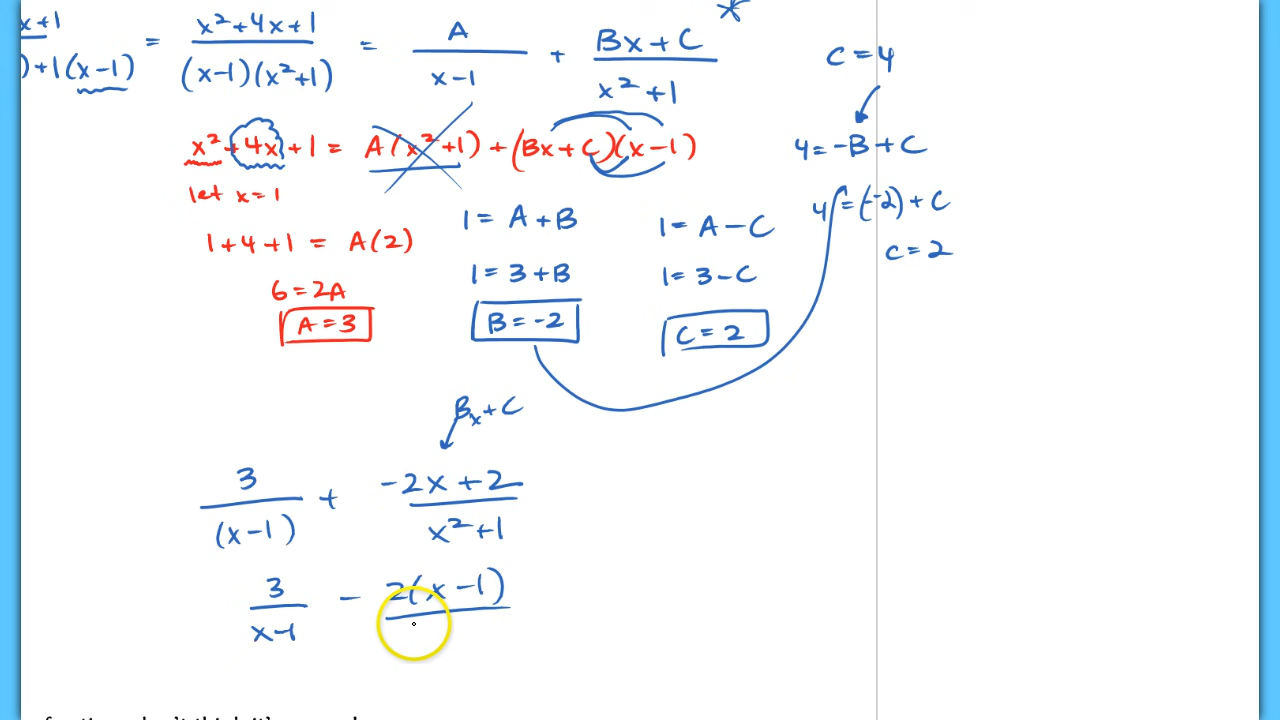 x+1
)+1(x-1)
= x²+4x+1 / (x-1)(x²+1) = A / x-1 + Bx+C / x²+1
*
C=4
x²+4x+1 = A(x²+1) + (Bx+C)(x-1)
4=-B+C
let x=1
1=A+B
1=A-C
4=(--2)+C
1+4+1 = A(2)
1=3+B
1=3-C
C=2
6=2A
A=3
B=-2
C=2
Bx+C
3 / (x-1) + -2x+2 / x²+1
3 / x-1 - 2(x-1)